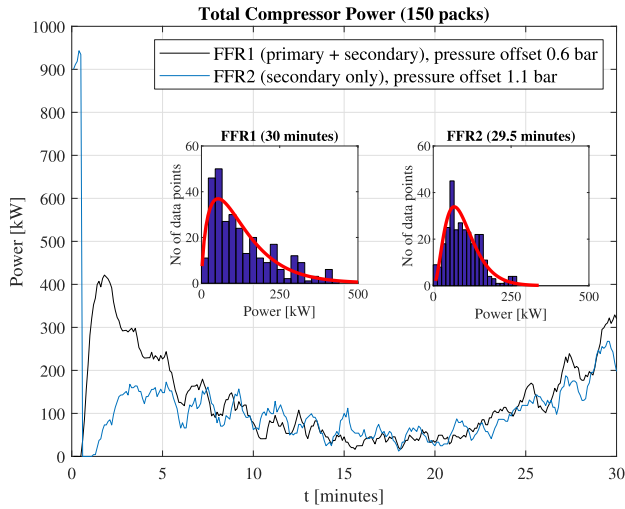 Total Compressor Power (150 packs)
FFR1 (primary + secondary), pressure offset 0.6 bar
FFR2 (secondary only), pressure offset 1.1 bar
1000
900
800
700
600
500
400
300
200
100
0
Power [kW]
FFR1 (30 minutes)
60
40
20
0
No of data points
0 250 500
Power [kW]
FFR2 (29.5 minutes)
60
40
20
0
No of data points
0 250 500
Power [kW]
0 5 10 15 20 25 30
t [minutes]